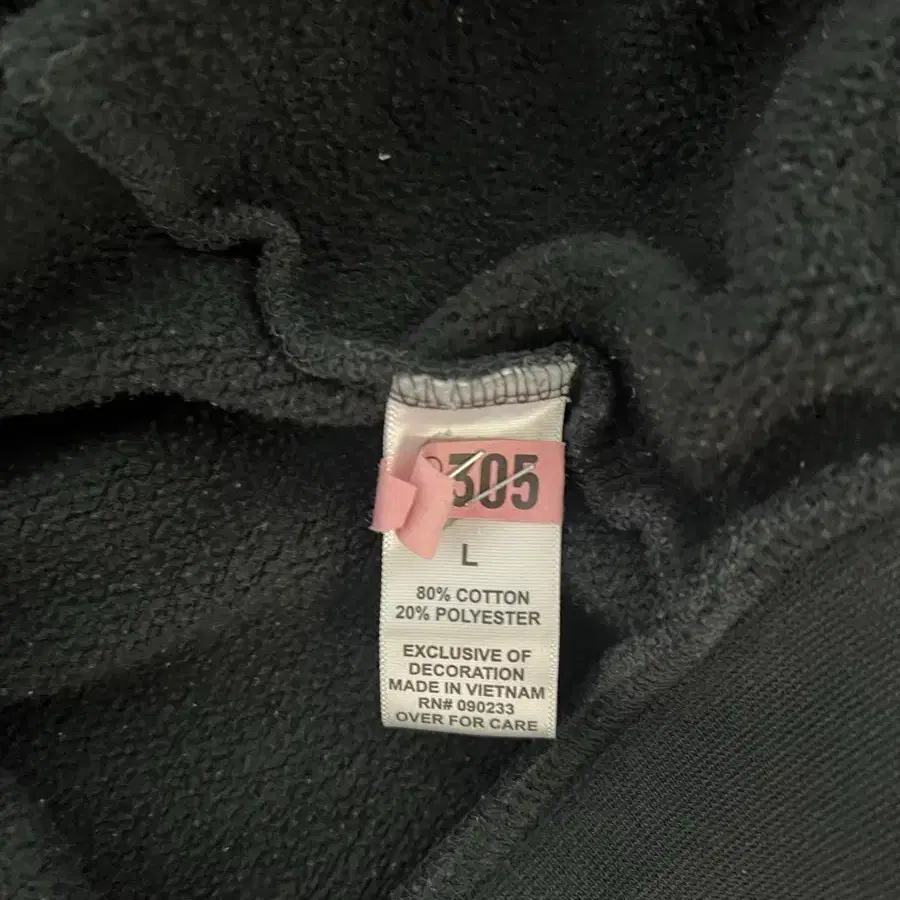 305
L
80% COTTON
20% POLYESTER
EXCLUSIVE OF
DECORATION
MADE IN VIETNAM
RN# 090233
OVER FOR CARE